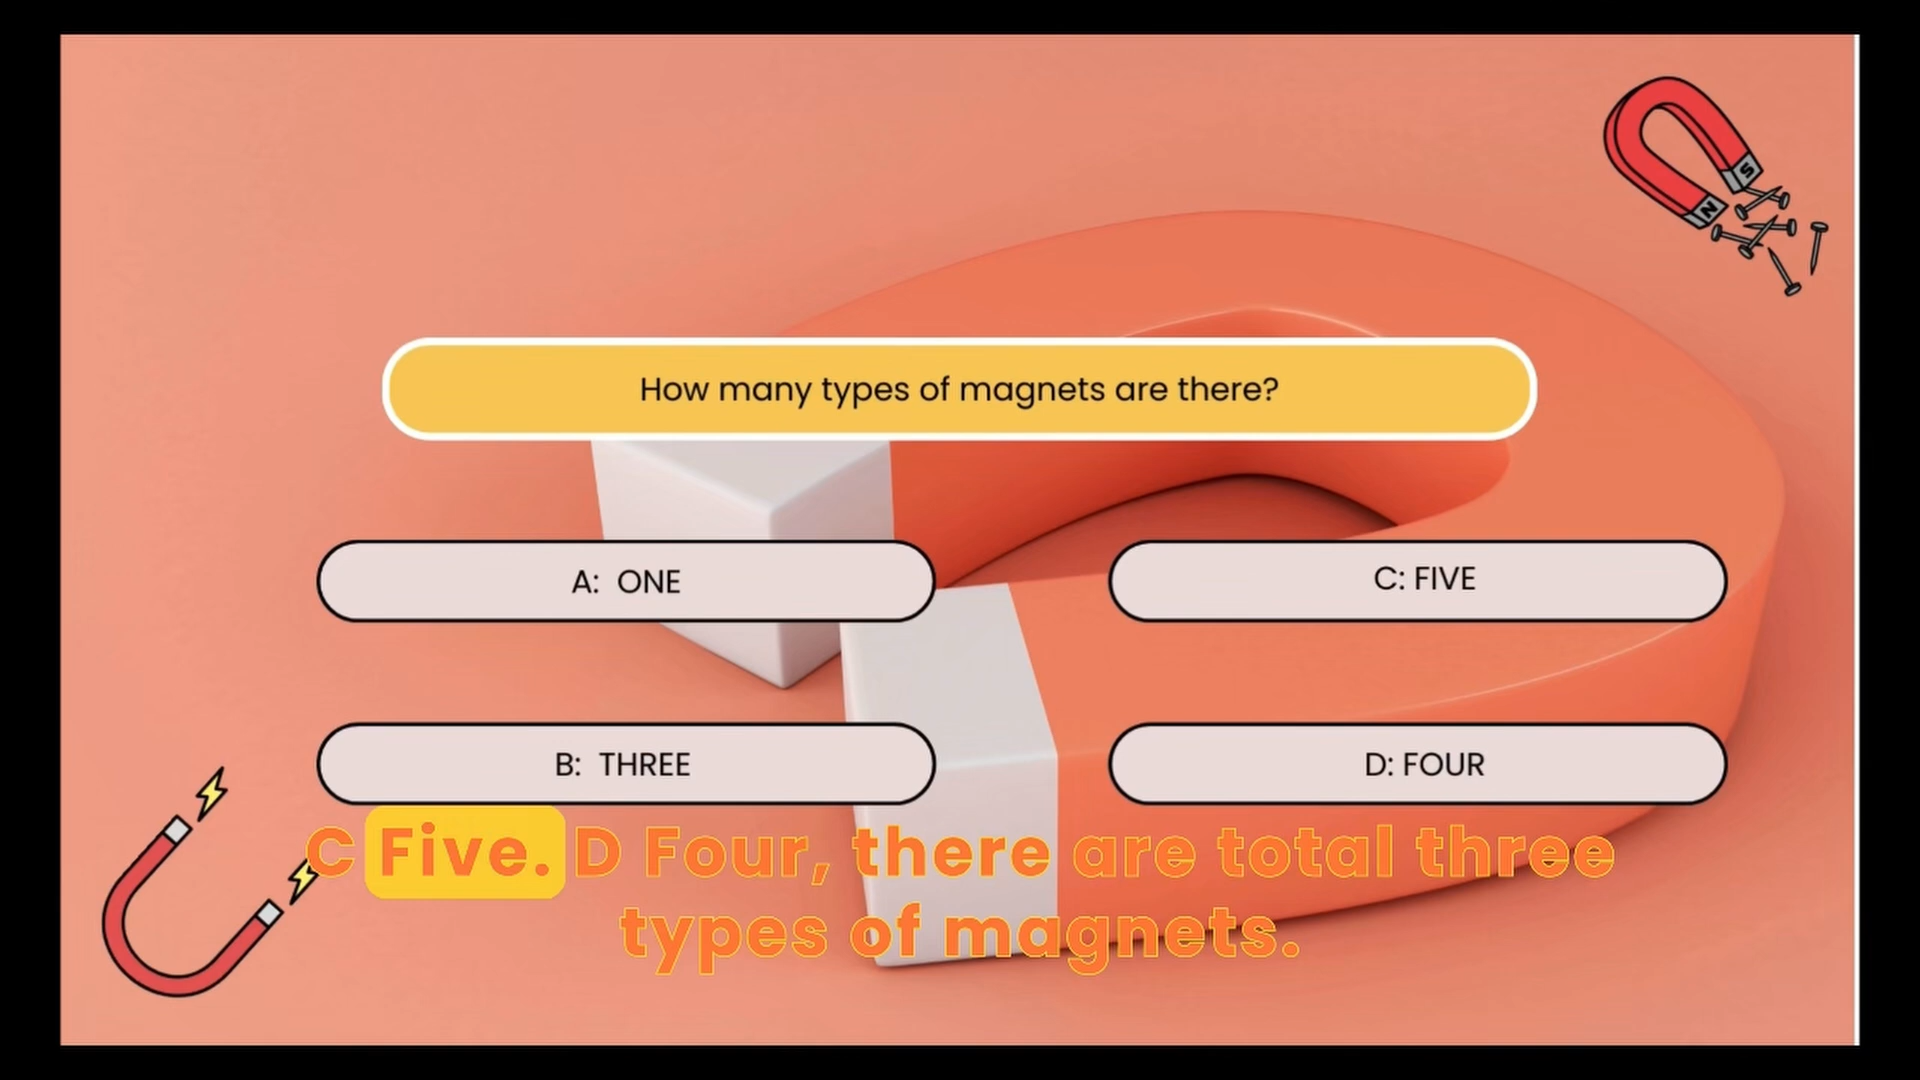 S
N
How many types of magnets are there?
A: ONE
C: FIVE
B: THREE
D: FOUR
C Five. D Four, there are total three
types of magnets.